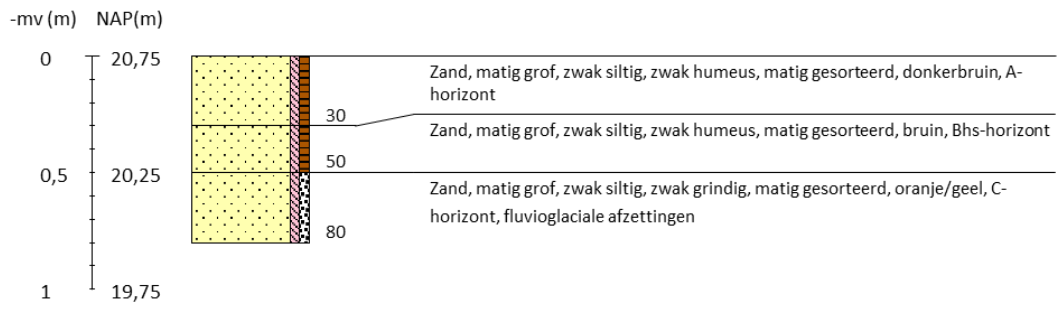 -mv (m) NAP(m)
0 20,75
Zand, matig grof, zwak siltig, zwak humeus, matig gesorteerd, donkerbruin, A-
horizont
30
Zand, matig grof, zwak siltig, zwak humeus, matig gesorteerd, bruin, Bhs-horizont
50
0,5 20,25
Zand, matig grof, zwak siltig, zwak grindig, matig gesorteerd, oranje/geel, C-
horizont, fluvioglaciale afzettingen
80
1 19,75